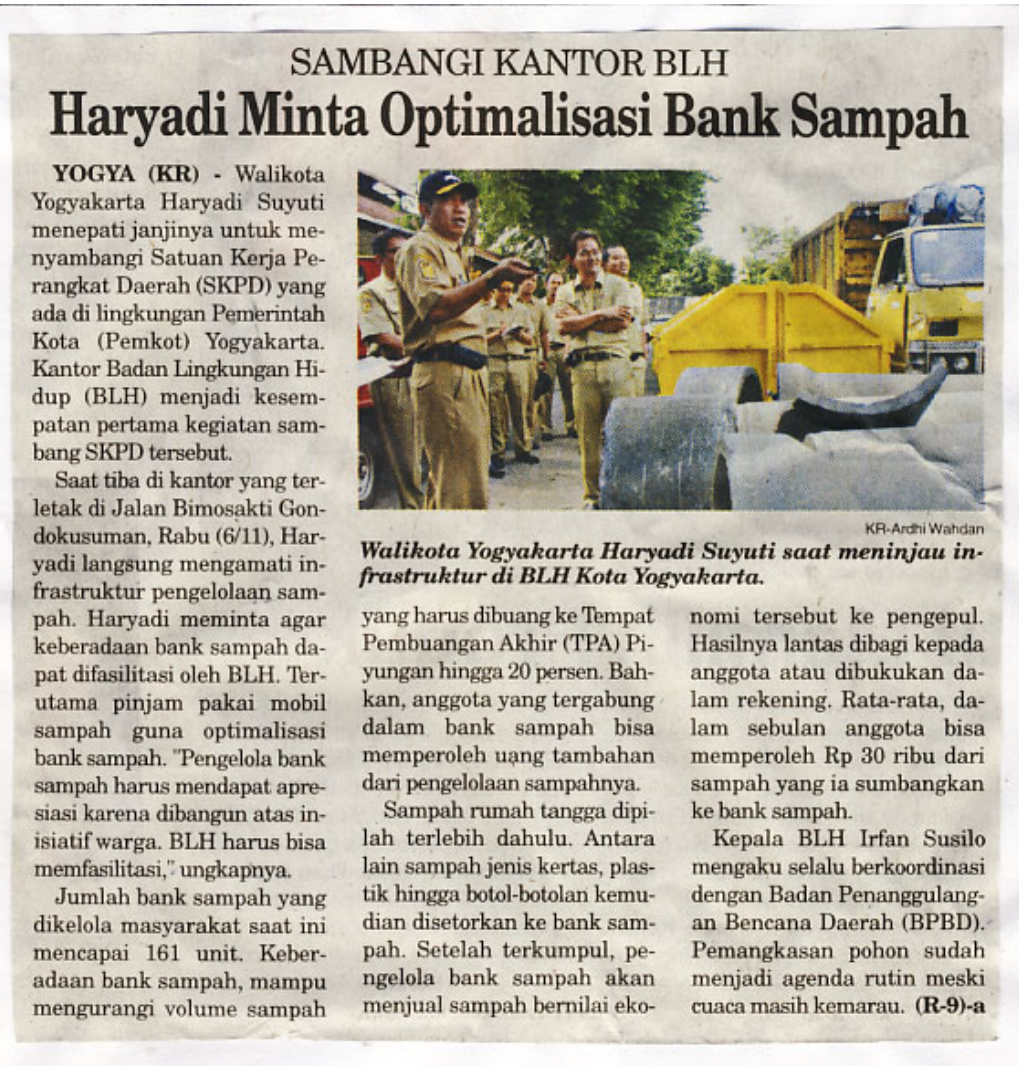 SAMBANGI KANTOR BLH
Haryadi Minta Optimalisasi Bank Sampah
YOGYA (KR) - Walikota
Yogyakarta Haryadi Suyuti
menepati janjinya untuk me-
nyambangi Satuan Kerja Pe-
rangkat Daerah (SKPD) yang
ada di lingkungan Pemerintah
Kota (Pemkot) Yogyakarta.
Kantor Badan Lingkungan Hi-
dup (BLH) menjadi kesem-
patan pertama kegiatan sam-
bang SKPD tersebut.
Saat tiba di kantor yang ter-
letak di Jalan Bimosakti Gon-
dokusuman, Rabu (6/11), Har-
yadi langsung mengamati in-
frastruktur pengelolaan sam-
pah. Haryadi meminta agar
keberadaan bank sampah da-
pat difasilitasi oleh BLH. Ter-
utama pinjam pakai mobil
sampah guna optimalisasi
bank sampah. "Pengelola bank
sampah harus mendapat apre-
siasi karena dibangun atas in-
isiatif warga. BLH harus bisa
memfasilitasi," ungkapnya.
Jumlah bank sampah yang
dikelola masyarakat saat ini
mencapai 161 unit. Keber-
adaan bank sampah, mampu
mengurangi volume sampah
KR-Ardhi Wahdan
Walikota Yogyakarta Haryadi Suyuti saat meninjau in-
frastruktur di BLH Kota Yogyakarta.
yang harus dibuang ke Tempat
Pembuangan Akhir (TPA) Pi-
yungan hingga 20 persen. Bah-
kan, anggota yang tergabung
dalam bank sampah bisa
memperoleh uang tambahan
dari pengelolaan sampahnya.
Sampah rumah tangga dipi-
lah terlebih dahulu. Antara
lain sampah jenis kertas, plas-
tik hingga botol-botolan kemu-
dian disetorkan ke bank sam-
pah. Setelah terkumpul, pe-
ngelola bank sampah akan
menjual sampah bernilai eko-
nomi tersebut ke pengepul.
Hasilnya lantas dibagi kepada
anggota atau dibukukan da-
lam rekening. Rata-rata, da-
lam sebulan anggota bisa
memperoleh Rp 30 ribu dari
sampah yang ia sumbangkan
ke bank sampah.
Kepala BLH Irfan Susilo
mengaku selalu berkoordinasi
dengan Badan Penanggulang-
an Bencana Daerah (BPBD).
Pemangkasan pohon sudah
menjadi agenda rutin meski
cuaca masih kemarau. (R-9)-a